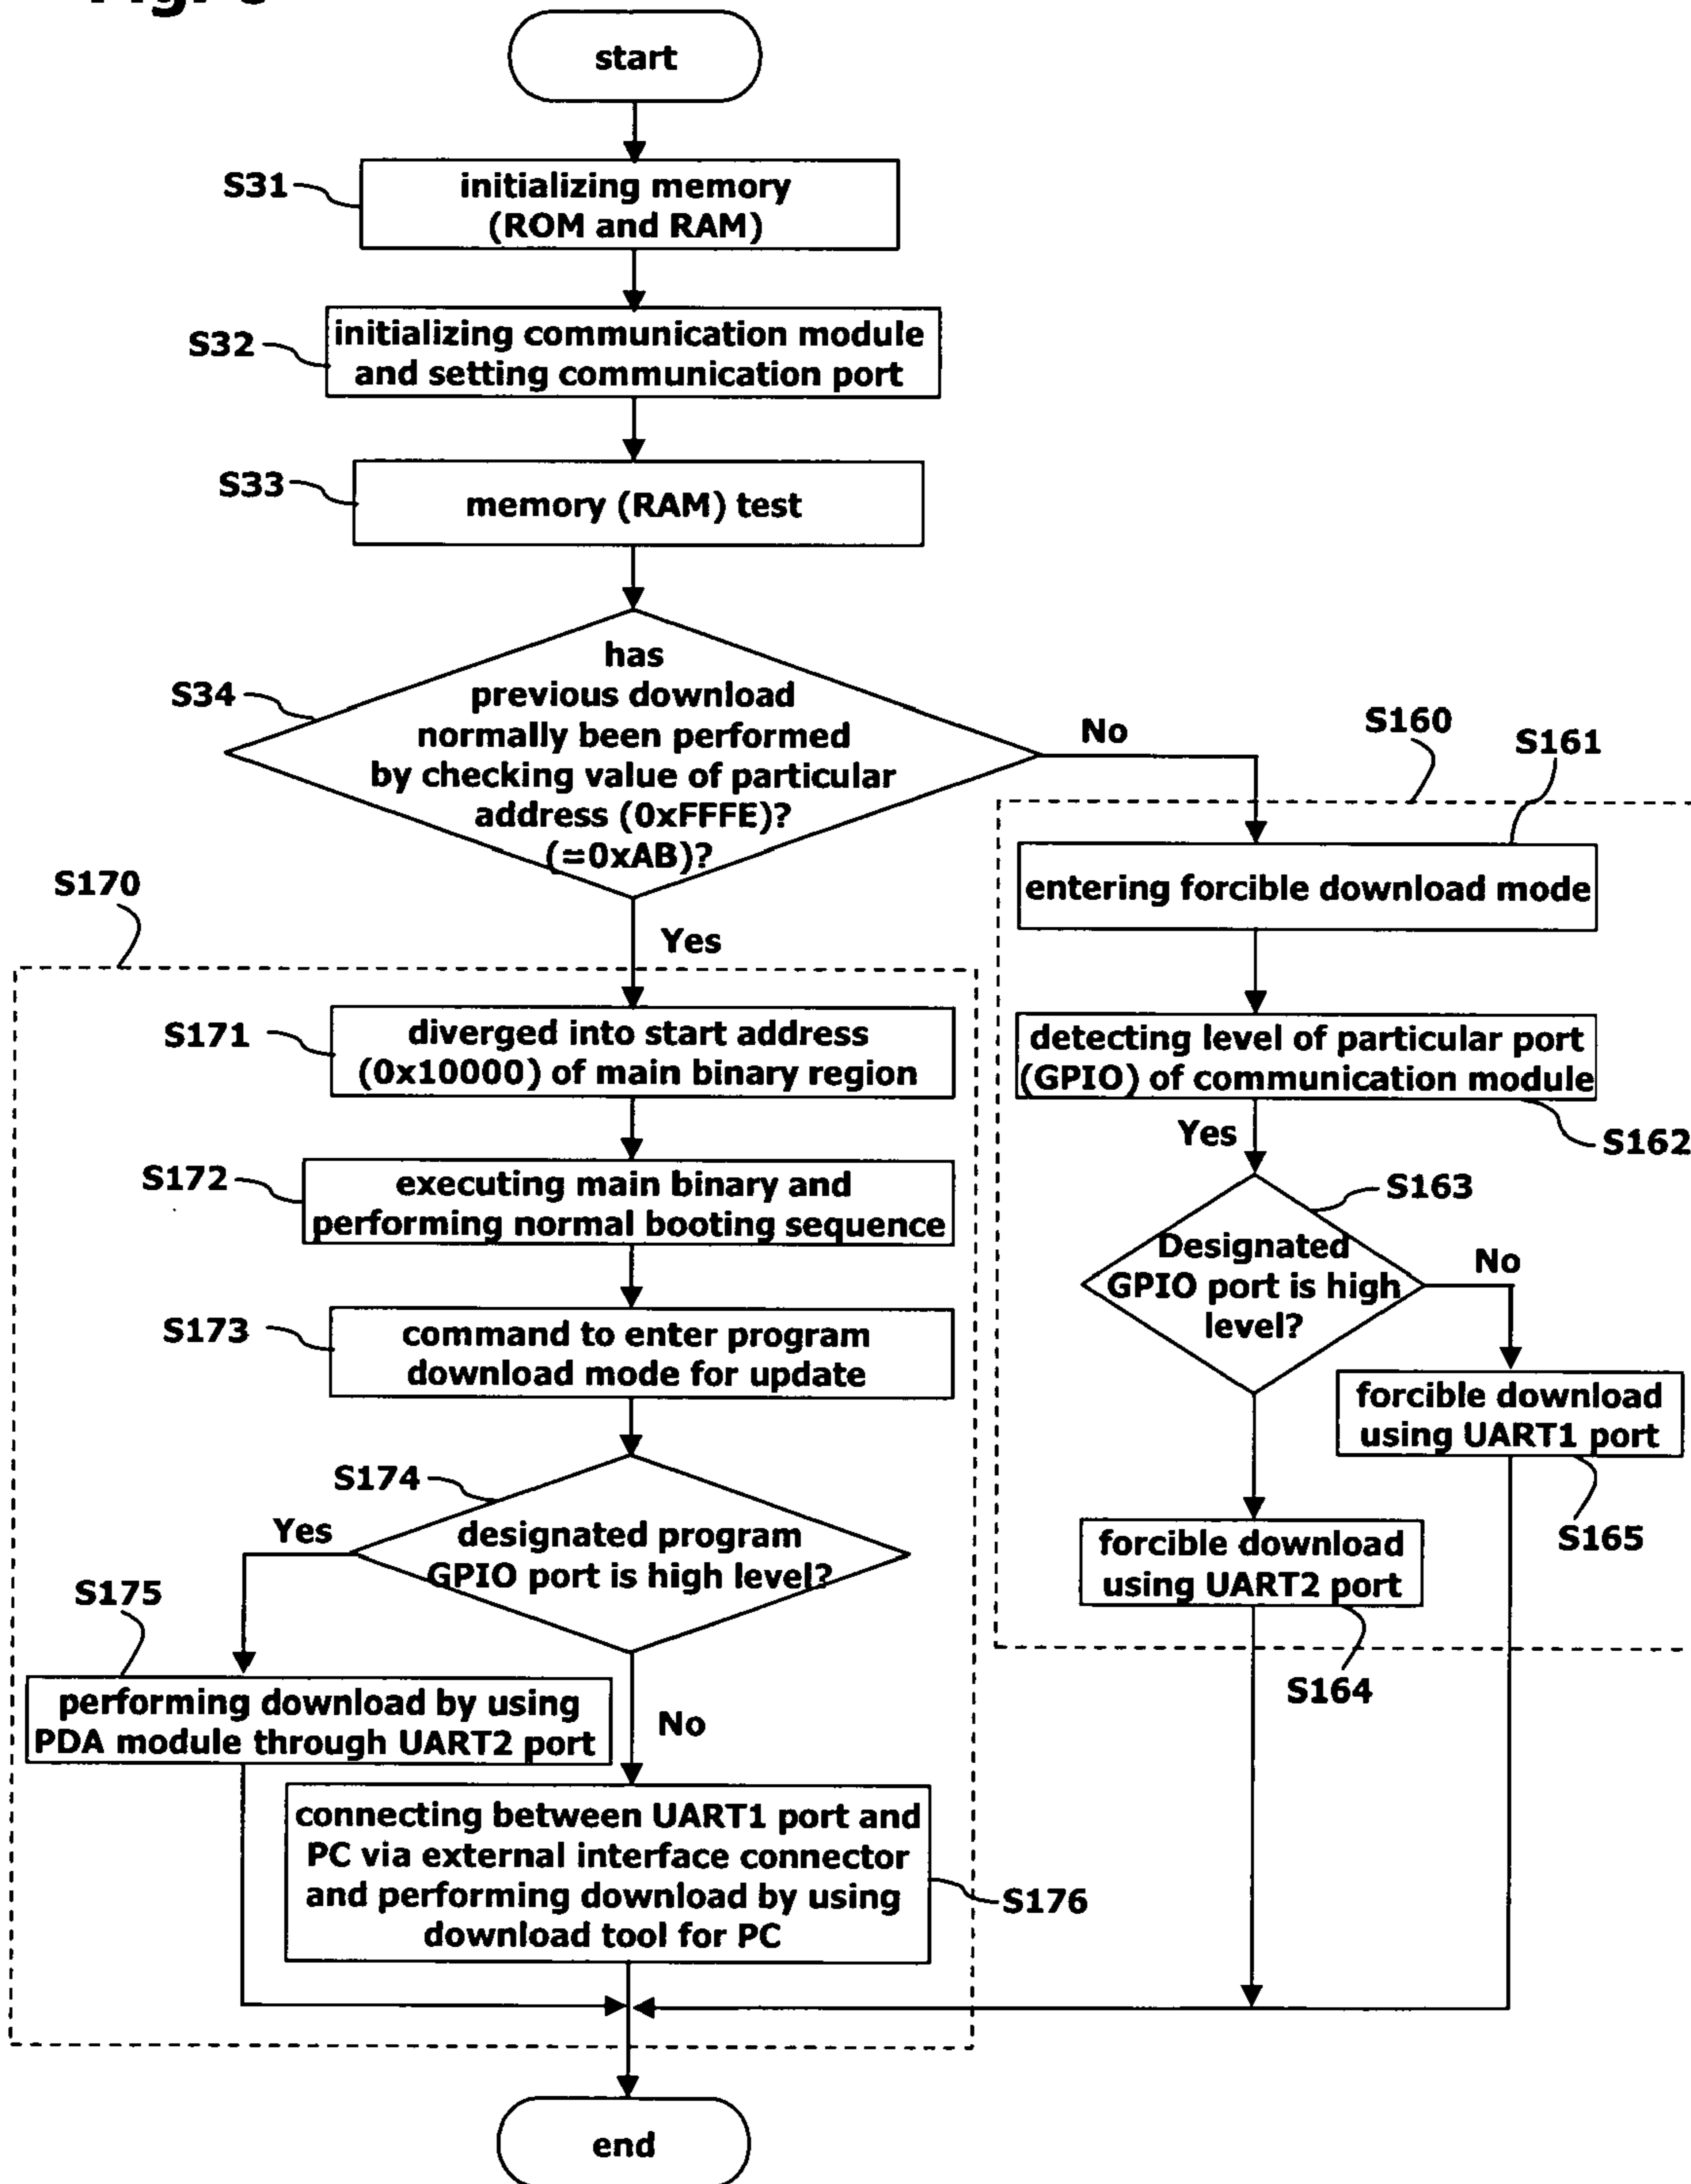 start
S31
initializing memory
(ROM and RAM)
S32
initializing communication module
and setting communication port
S33
memory (RAM) test
S34
has
previous download
normally been performed
by checking value of particular
address (0xFFFE)?
(=0xAB)?
No
Yes
S160
S161
entering forcible download mode
detecting level of particular port
(GPIO) of communication module
S162
Yes
S163
Designated
GPIO port is high
level?
No
forcible download
using UART1 port
S165
forcible download
using UART2 port
S164
S170
S171
diverged into start address
(0x10000) of main binary region
S172
executing main binary and
performing normal booting sequence
S173
command to enter program
download mode for update
S174
designated program
GPIO port is high level?
Yes
S175
performing download by using
PDA module through UART2 port
No
connecting between UART1 port and
PC via external interface connector
and performing download by using
download tool for PC
S176
end